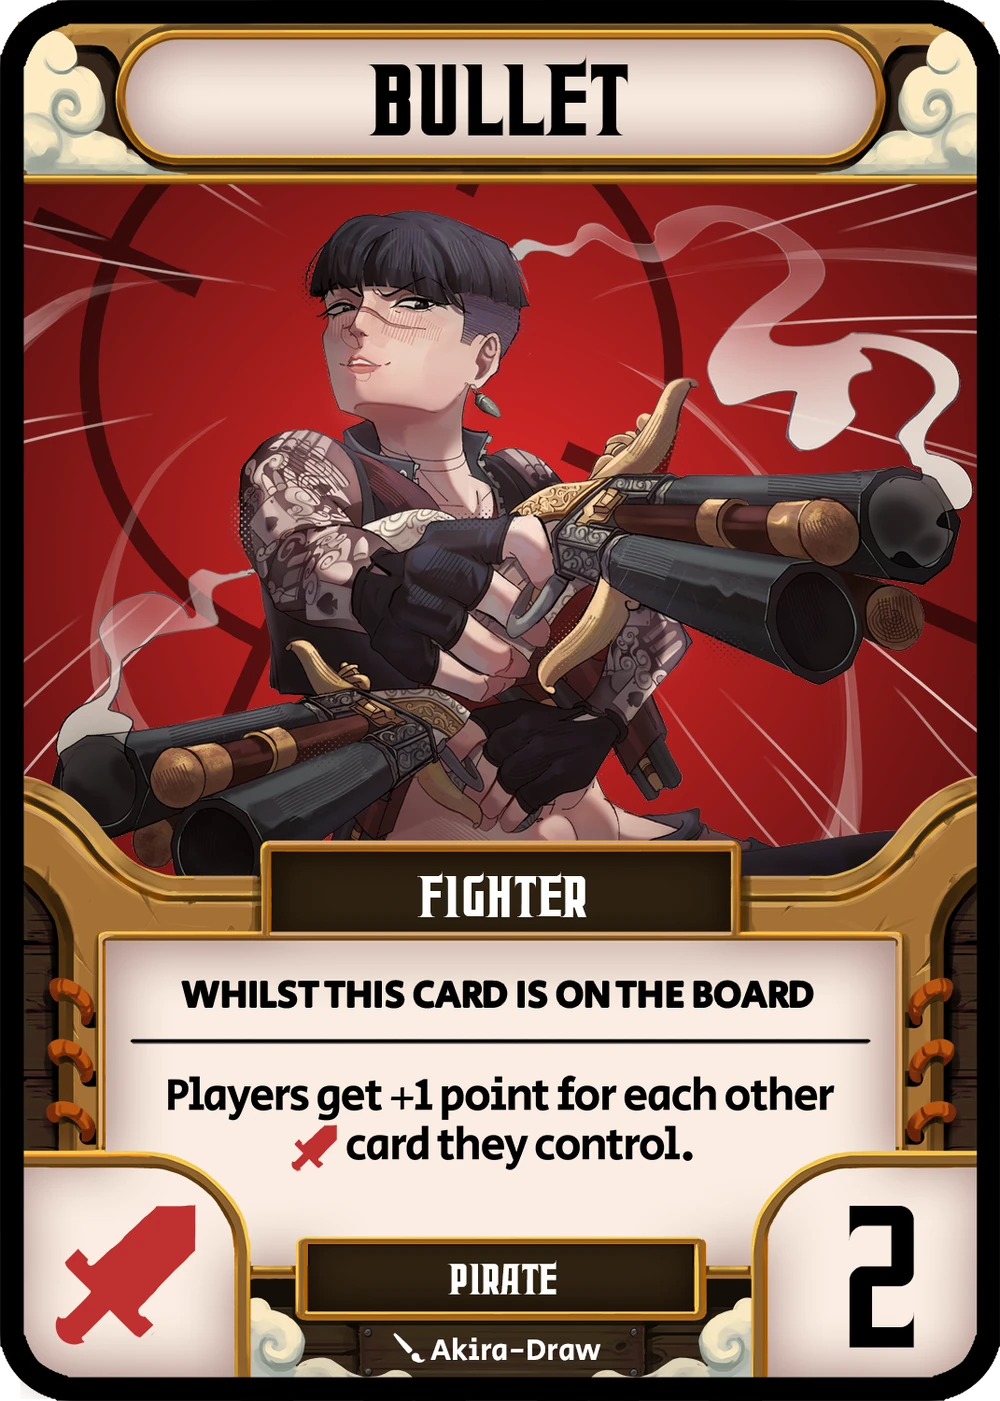 BULLET
FIGHTER
WHILST THIS CARD IS ON THE BOARD
Players get +1 point for each other
card they control.
2
PIRATE
Akira-Draw